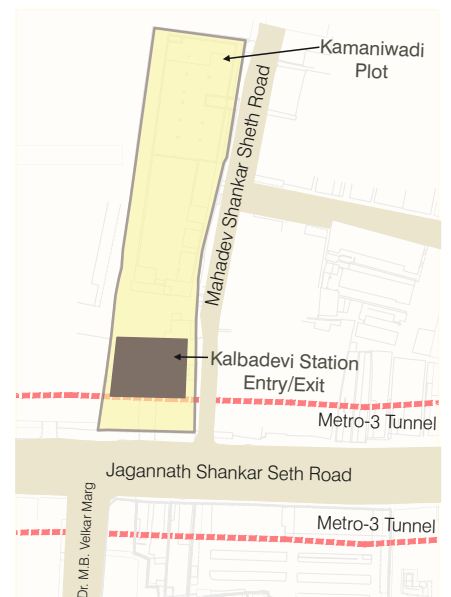 Kamaniwadi
Plot
Mahadev Shankar Sheth Road
Kalbadevi Station
Entry/Exit
Metro-3 Tunnel
Jagannath Shankar Seth Road
Dr. M.B. Velkar Marg
Metro-3 Tunnel